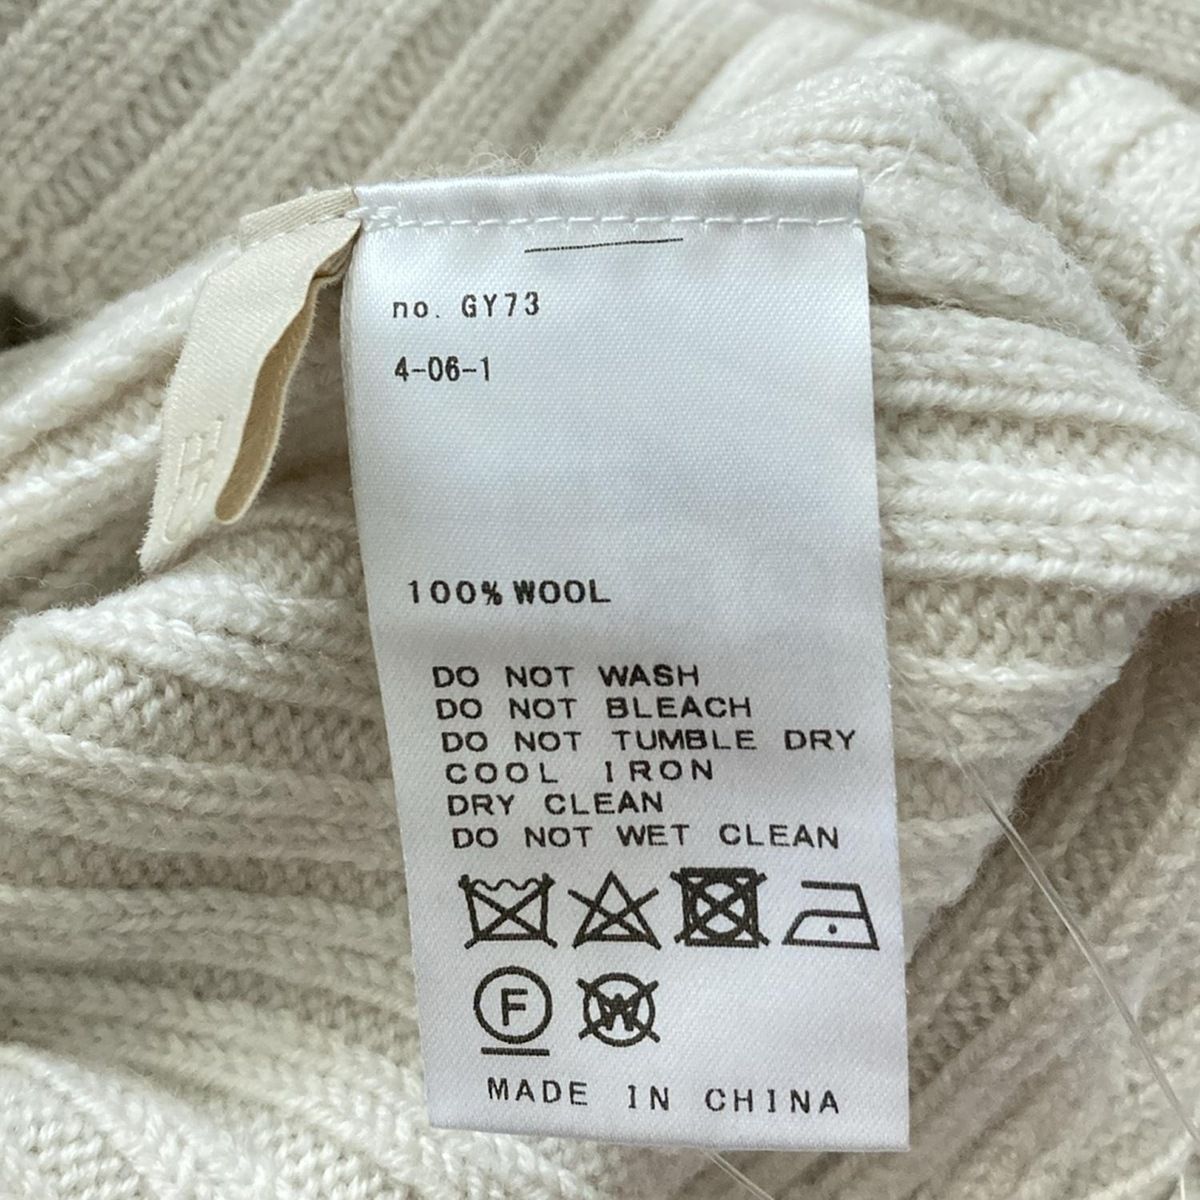 no. GY73
4-06-1
100% WOOL
DO NOT WASH
DO NOT BLEACH
DO NOT TUMBLE DRY
COOL IRON
DRY CLEAN
DO NOT WET CLEAN
F W
MADE IN CHINA